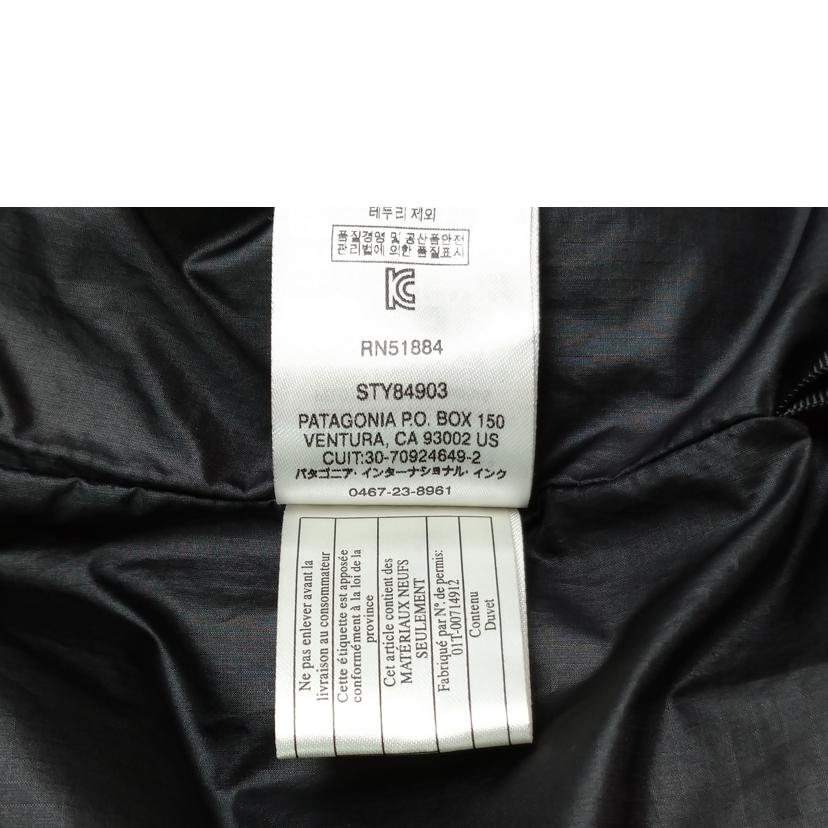 테두리 제외
품질경영 및 공산품안전
관리법에 의한 품질표시
RN51884
STY84903
PATAGONIA P.O. BOX 150
VENTURA, CA 93002 US
CUIT:30-70924649-2
パタゴニア・インターナショナル・インク
0467-23-8961
Ne pas enlever avant la
livraison au consommateur
Cette étiquette est apposée
conformément à la loi de la
province
Cet article contient des
MATÉRIAUX NEUFS
SEULEMENT
Fabriqué par Nº. de permis:
01T-00714912
Contenu
Duvet